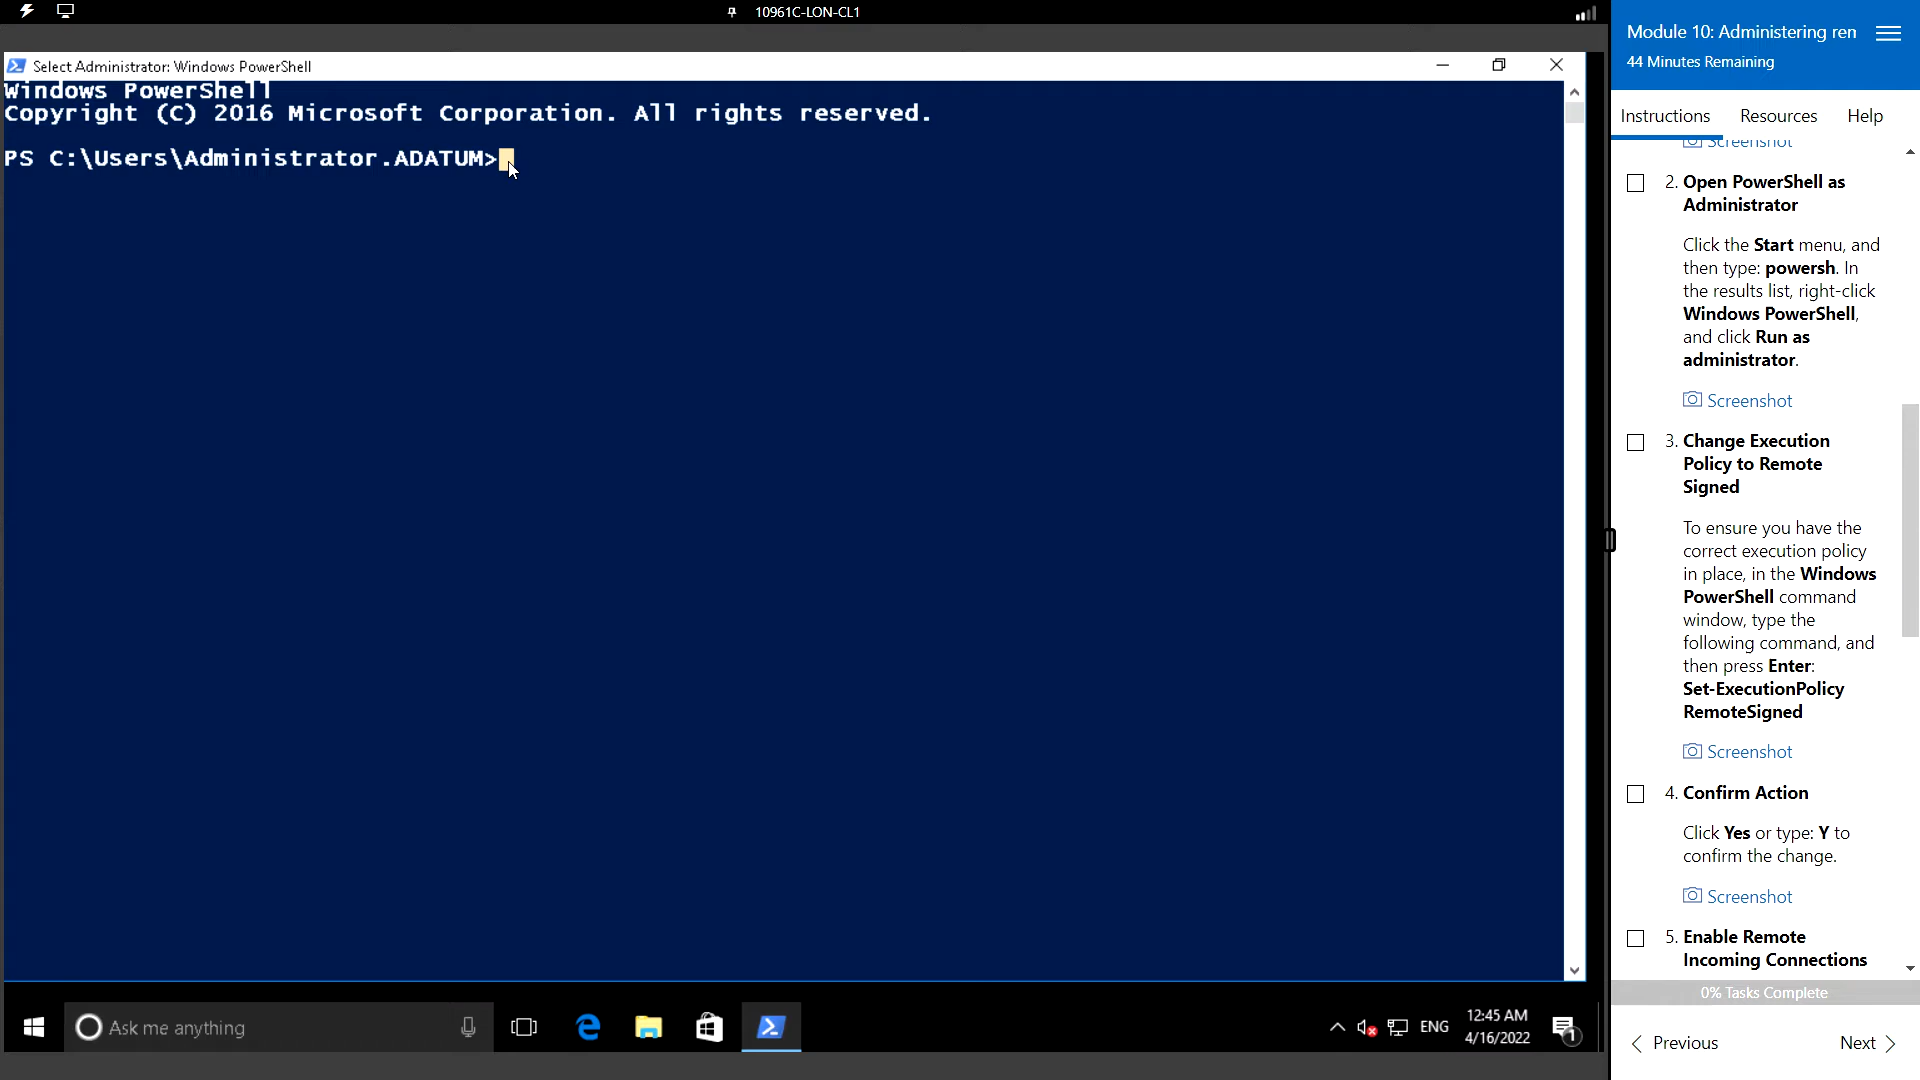 10961C-LON-CL1
Select Administrator: Windows PowerShell
Windows PowerShell
Copyright (C) 2016 Microsoft Corporation. All rights reserved.
PS C:\Users\Administrator.ADATUM>
Ask me anything
ENG
12:45 AM
4/16/2022
1
Module 10: Administering ren
44 Minutes Remaining
Instructions
Resources
Help
Screenshot
2. Open PowerShell as
Administrator
Click the Start menu, and
then type: powersh. In
the results list, right-click
Windows PowerShell,
and click Run as
administrator.
Screenshot
3. Change Execution
Policy to Remote
Signed
To ensure you have the
correct execution policy
in place, in the Windows
PowerShell command
window, type the
following command, and
then press Enter:
Set-ExecutionPolicy
RemoteSigned
Screenshot
4. Confirm Action
Click Yes or type: Y to
confirm the change.
Screenshot
5. Enable Remote
Incoming Connections
0% Tasks Complete
Previous
Next